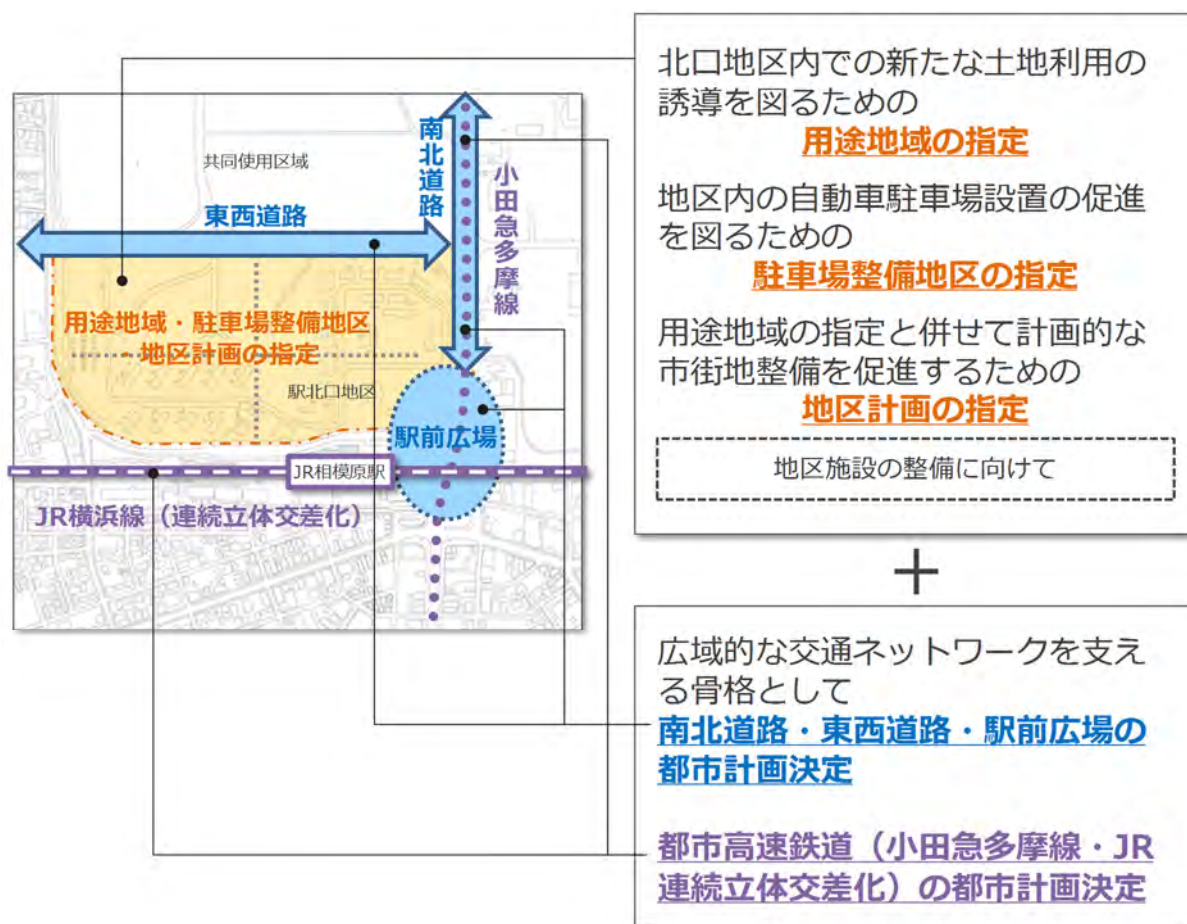 共同使用区域
南北道路
小田急多摩線
東西道路
用途地域・駐車場整備地区
・地区計画の指定
駅北口地区
駅前広場
JR相模原駅
JR横浜線（連続立体交差化）
北口地区内での新たな土地利用の
誘導を図るための
用途地域の指定
地区内の自動車駐車場設置の促進
を図るための
駐車場整備地区の指定
用途地域の指定と併せて計画的な
市街地整備を促進するための
地区計画の指定
地区施設の整備に向けて
＋
広域的な交通ネットワークを支え
る骨格として
南北道路・東西道路・駅前広場の
都市計画決定
都市高速鉄道（小田急多摩線・JR
連続立体交差化）の都市計画決定